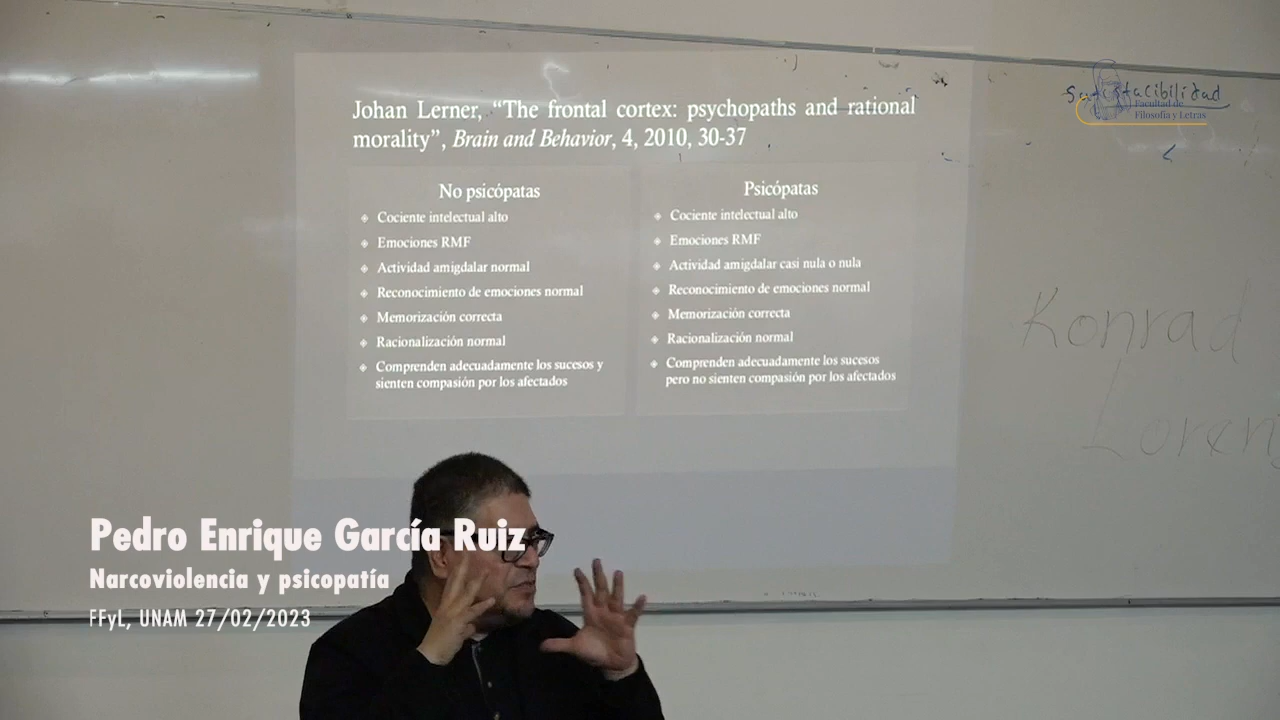 Johan Lerner, “The frontal cortex: psychopaths and rational
morality”, Brain and Behavior, 4, 2010, 30-37
No psicópatas
Cociente intelectual alto
Emociones RMF
Actividad amigdalar normal
Reconocimiento de emociones normal
Memorización correcta
Racionalización normal
Comprenden adecuadamente los sucesos y
sienten compasión por los afectados
Psicópatas
Cociente intelectual alto
Emociones RMF
Actividad amigdalar casi nula o nula
Reconocimiento de emociones normal
Memorización correcta
Racionalización normal
Comprenden adecuadamente los sucesos
pero no sienten compasión por los afectados
Facultad de
Filosofía y Letras
Konrad
Loren
Pedro Enrique García Ruiz
Narcoviolencia y psicopatía
FFyL, UNAM 27/02/2023